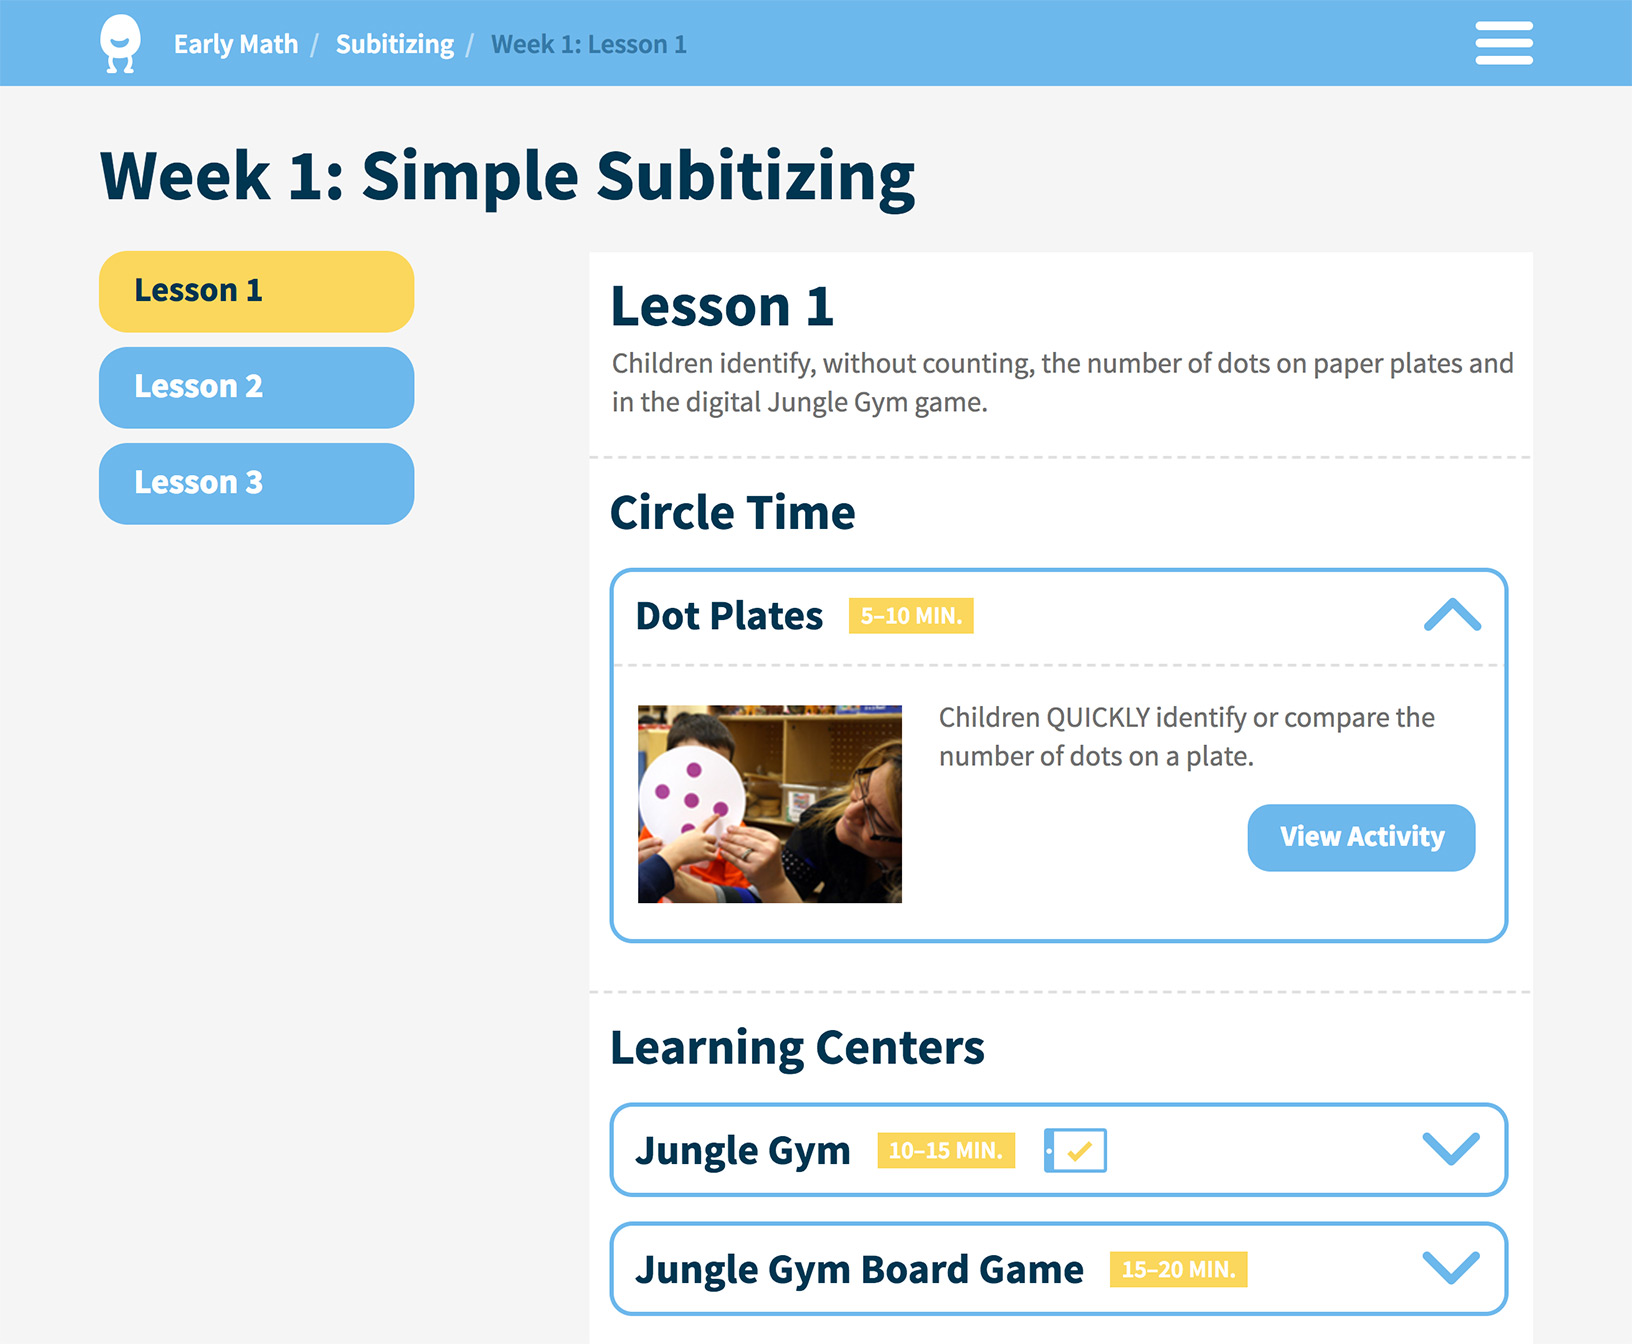 Early Math / Subitizing / Week 1: Lesson 1
Week 1: Simple Subitizing
Lesson 1
Lesson 2
Lesson 3
Lesson 1
Children identify, without counting, the number of dots on paper plates and
in the digital Jungle Gym game.
Circle Time
Dot Plates 5–10 MIN.
Children QUICKLY identify or compare the
number of dots on a plate.
View Activity
Learning Centers
Jungle Gym 10–15 MIN.
Jungle Gym Board Game 15–20 MIN.